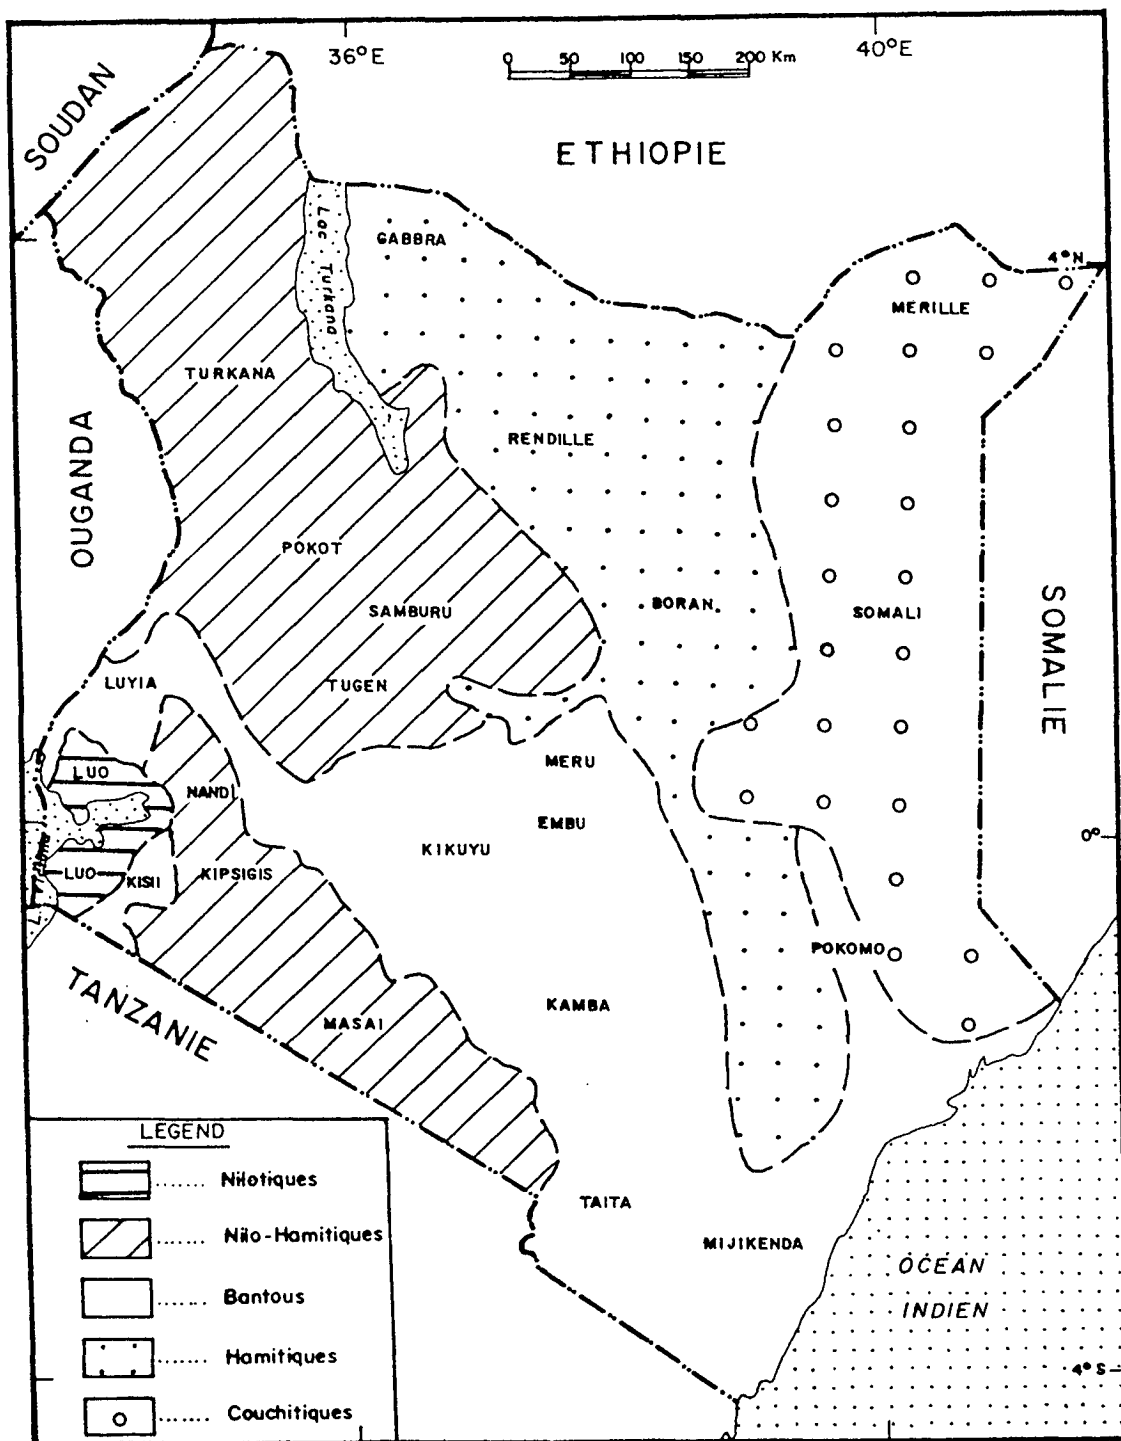 36°E
40°E
0 50 100 150 200 Km
SOUDAN
ETHIOPIE
4°N
GABBRA
Lac Turkana
MERILLE
TURKANA
RENDILLE
OUGANDA
POKOT
SAMBURU
BORAN
SOMALI
SOMALIE
LUYIA
TUGEN
MERU
LUO
NANDI
EMBU
KIKUYU
0°
LUO
KISII
KIPSIGIS
L.
POKOMO
TANZANIE
MASAI
KAMBA
TAITA
MIJIKENDA
OCEAN
INDIEN
4°S
LEGEND
Nilotiques
Nilo-Hamitiques
Bantous
Hamitiques
Couchitiques